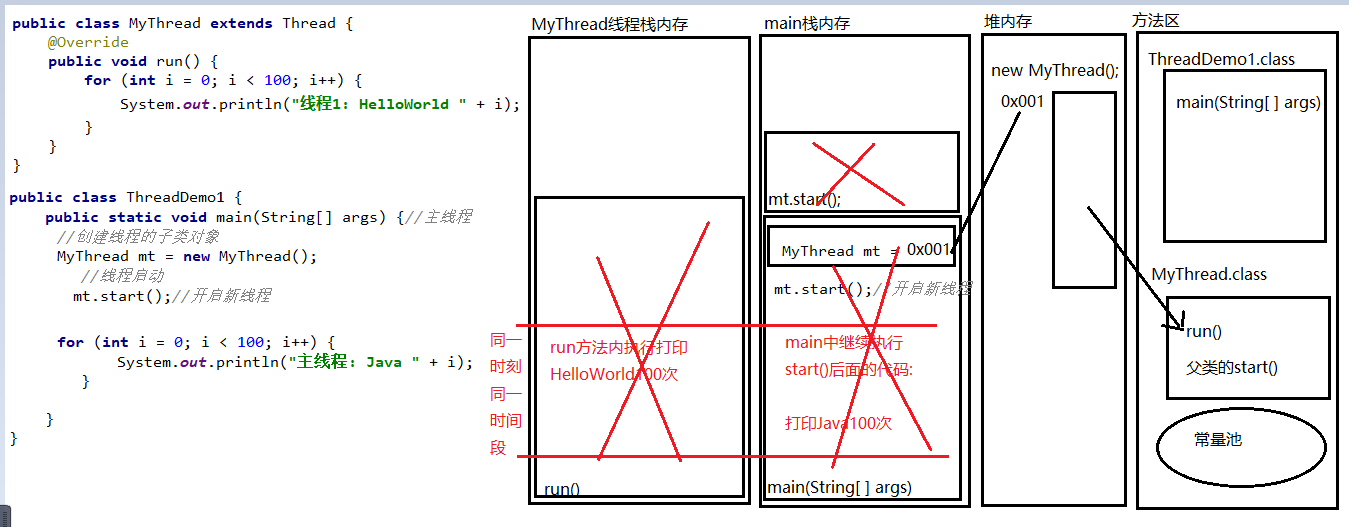 public class MyThread extends Thread {
@Override
public void run() {
for (int i = 0; i < 100; i++) {
System.out.println("线程1: HelloWorld " + i);
}
}
}
public class ThreadDemo1 {
public static void main(String[] args) {//主线程
//创建线程的子类对象
MyThread mt = new MyThread();
//线程启动
mt.start();//开启新线程
for (int i = 0; i < 100; i++) {
System.out.println("主线程: Java " + i);
}
}
}
同一
时刻
同一
时间
段
MyThread线程栈内存
run方法内执行打印
HelloWorld100次
run()
main栈内存
mt.start();
MyThread mt = 0x001
mt.start();//开启新线程
main中继续执行
start()后面的代码:
打印Java100次
main(String[ ] args)
堆内存
new MyThread();
0x001
方法区
ThreadDemo1.class
main(String[ ] args)
MyThread.class
run()
父类的start()
常量池